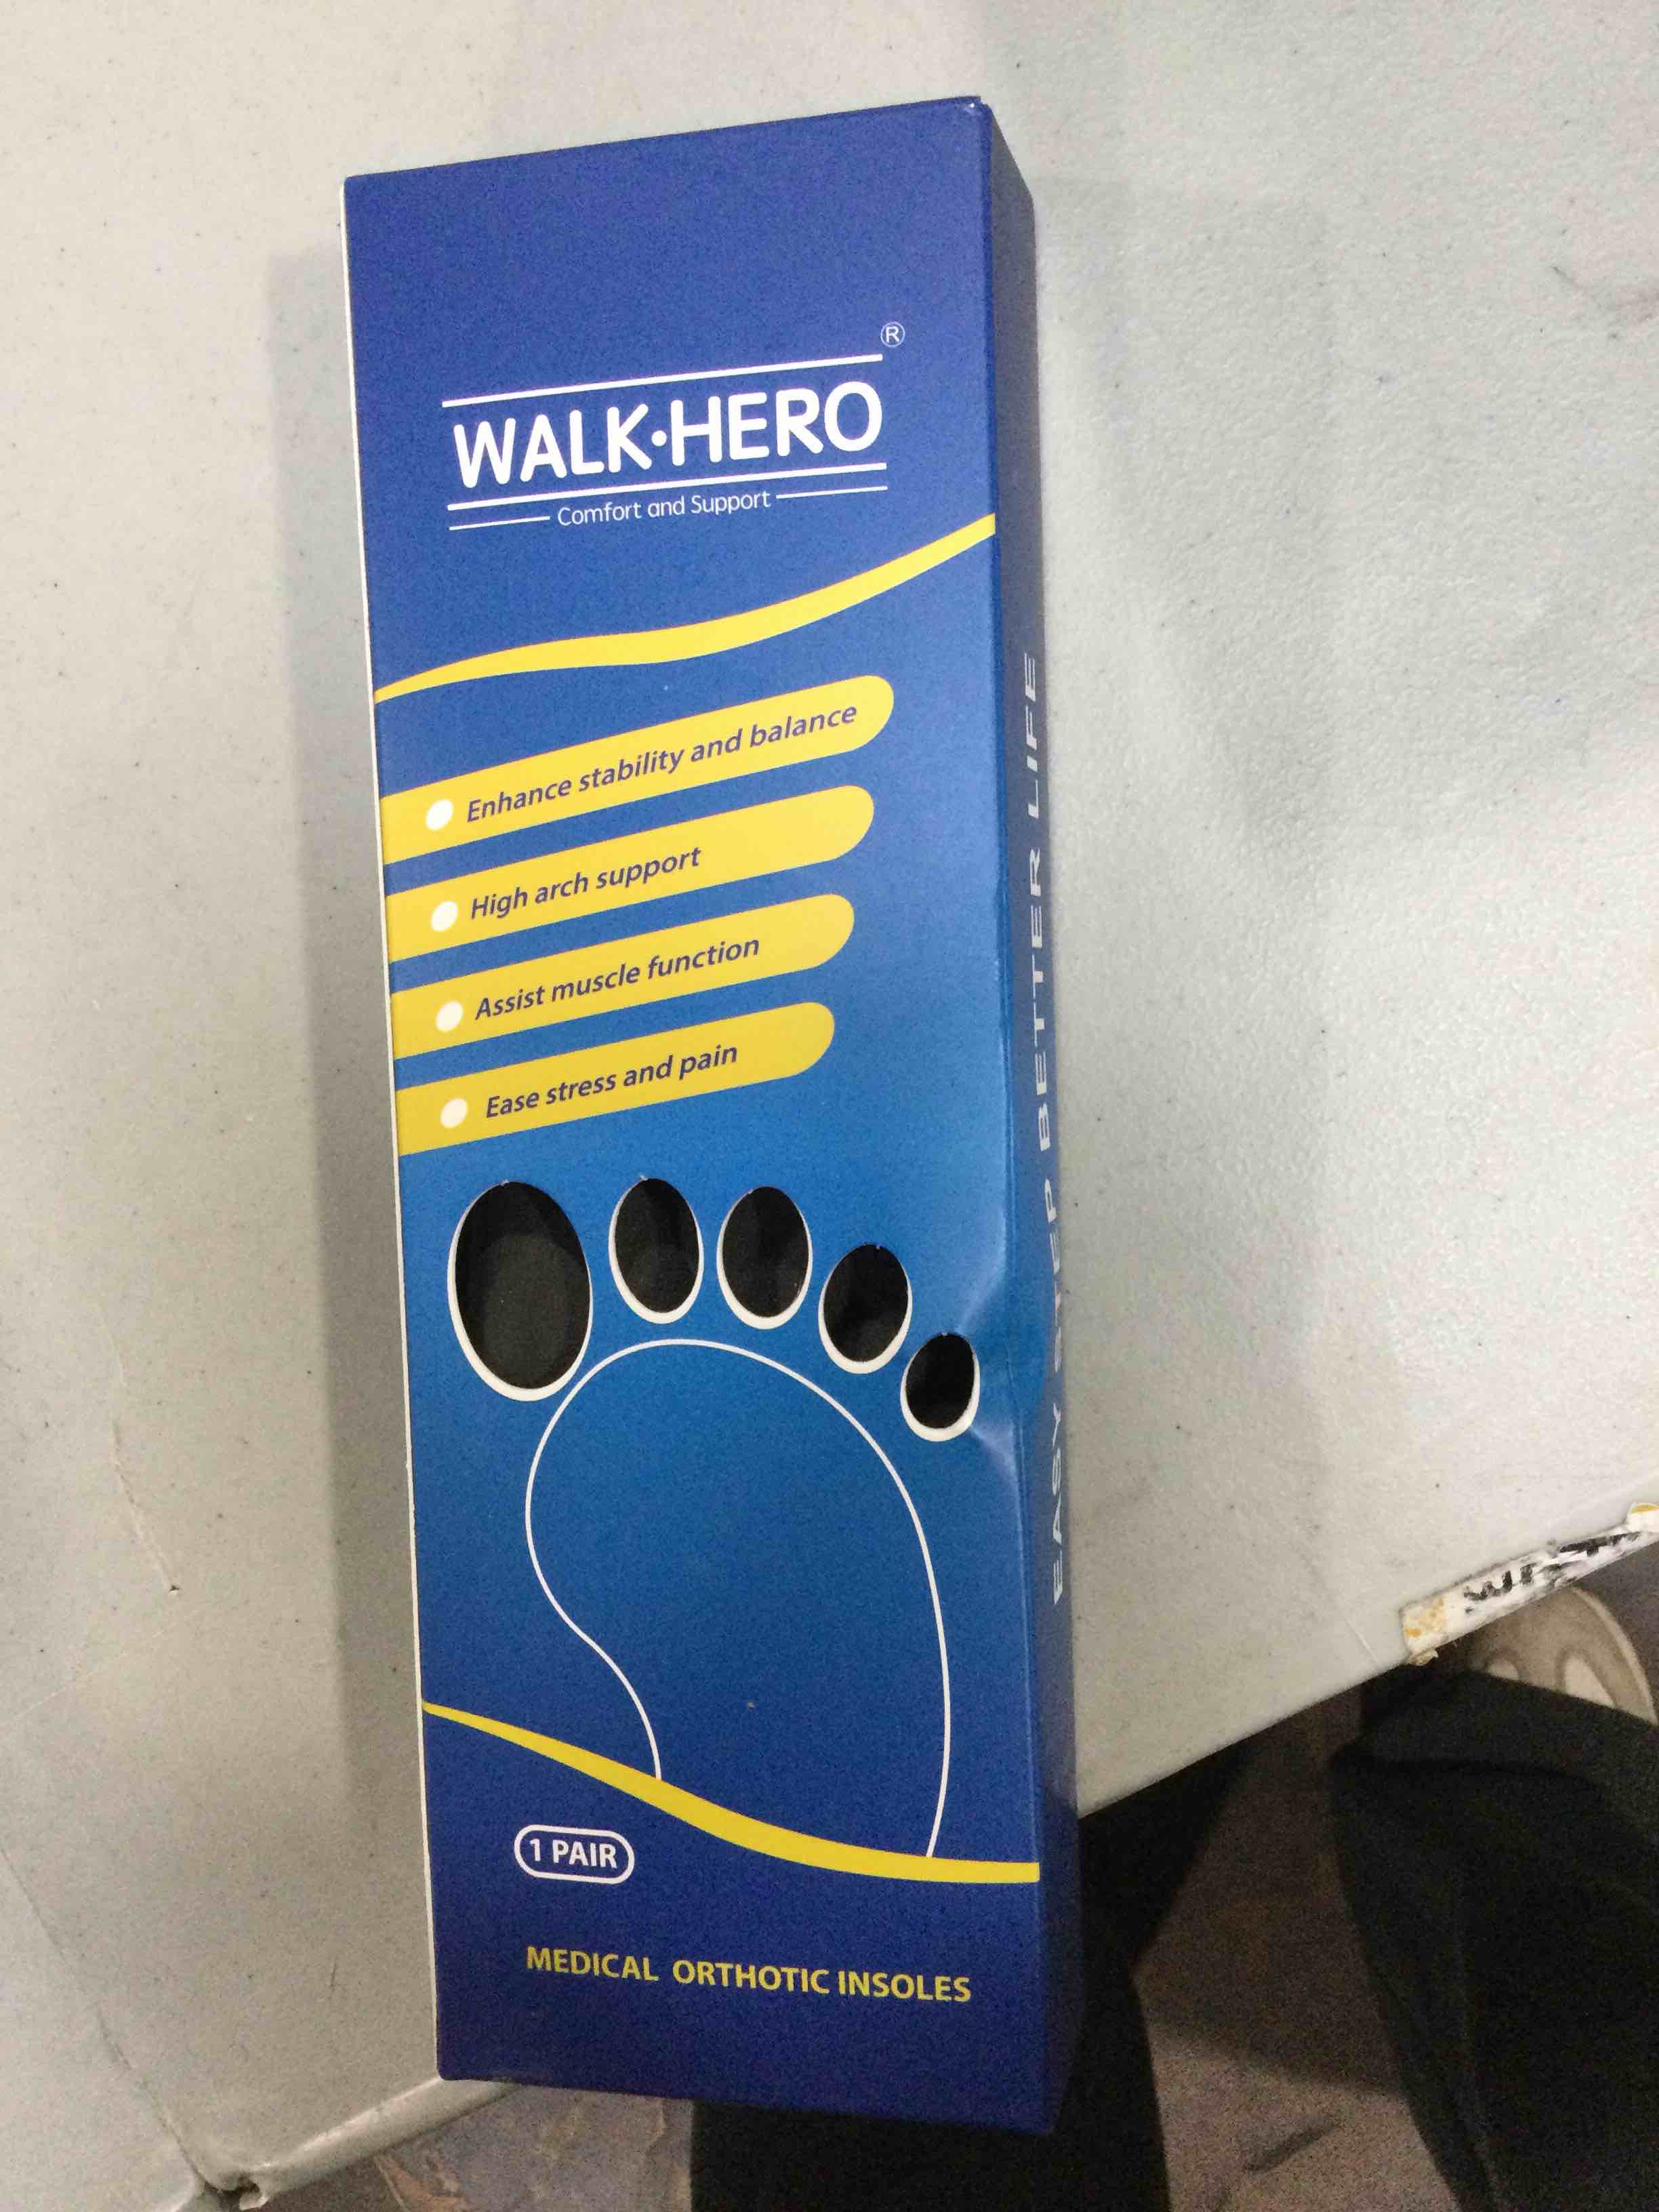 ®
WALK·HERO
Comfort and Support
Enhance stability and balance
High arch support
Assist muscle function
Ease stress and pain
1 PAIR
MEDICAL ORTHOTIC INSOLES
EASY STEP BETTER LIFE